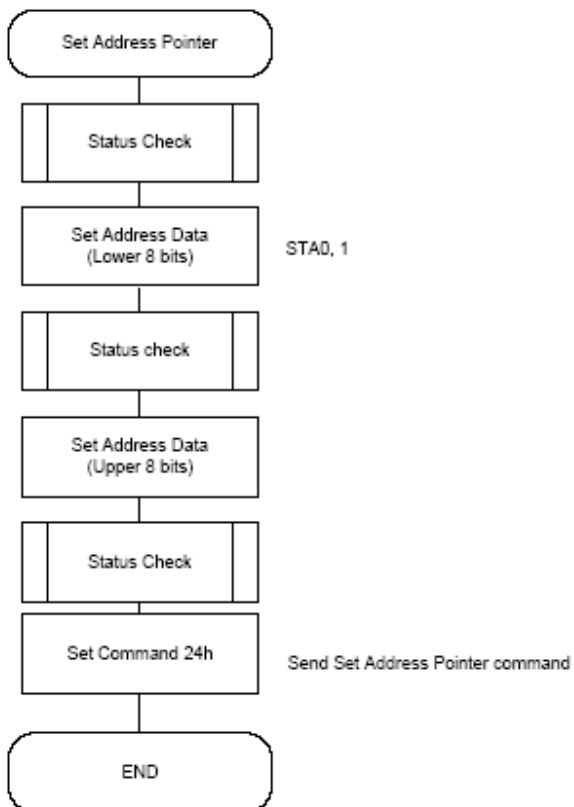 Set Address Pointer
Status Check
Set Address Data
(Lower 8 bits)
STA0, 1
Status check
Set Address Data
(Upper 8 bits)
Status Check
Set Command 24h
Send Set Address Pointer command
END